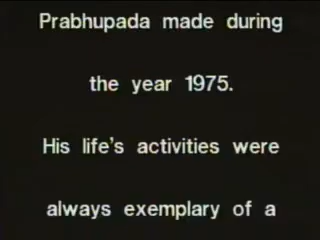 Prabhupada made during
the year 1975.
His life's activities were
always exemplary of a